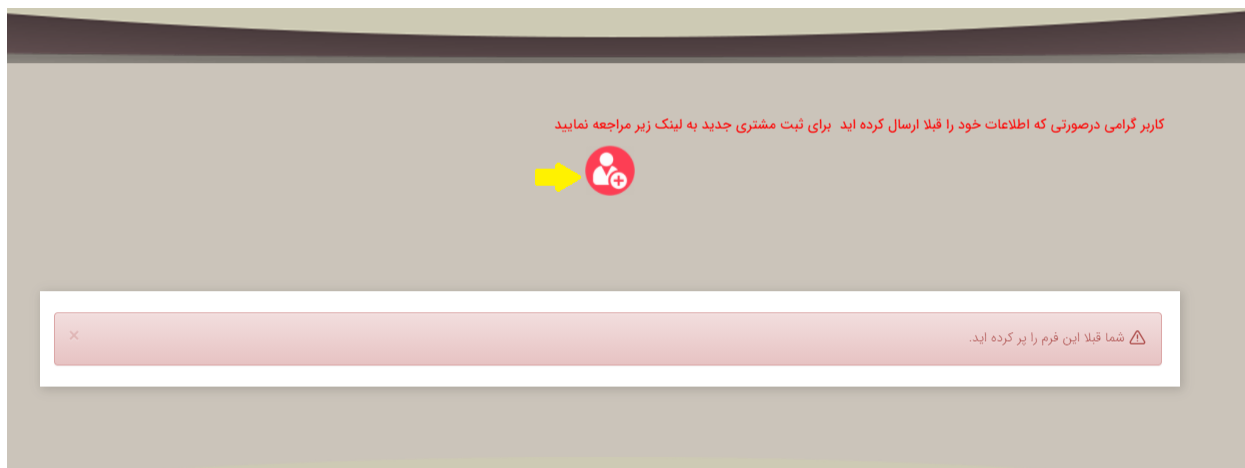 کاربر گرامی درصورتی که اطلاعات خود را قبلا ارسال کرده اید  برای ثبت مشتری جدید به لینک زیر مراجعه نمایید
شما قبلا این فرم را پر کرده اید.